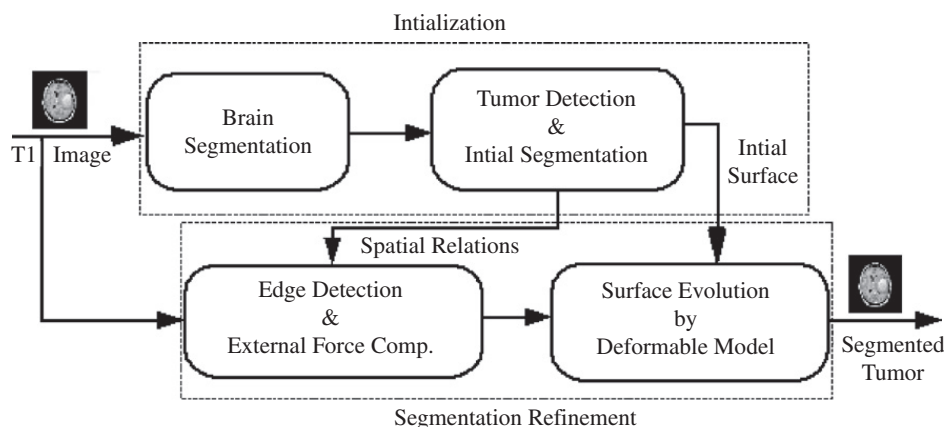 Intialization
T1 Image
Brain
Segmentation
Tumor Detection
&
Intial Segmentation
Intial
Surface
Spatial Relations
Edge Detection
&
External Force Comp.
Surface Evolution
by
Deformable Model
Segmented
Tumor
Segmentation Refinement